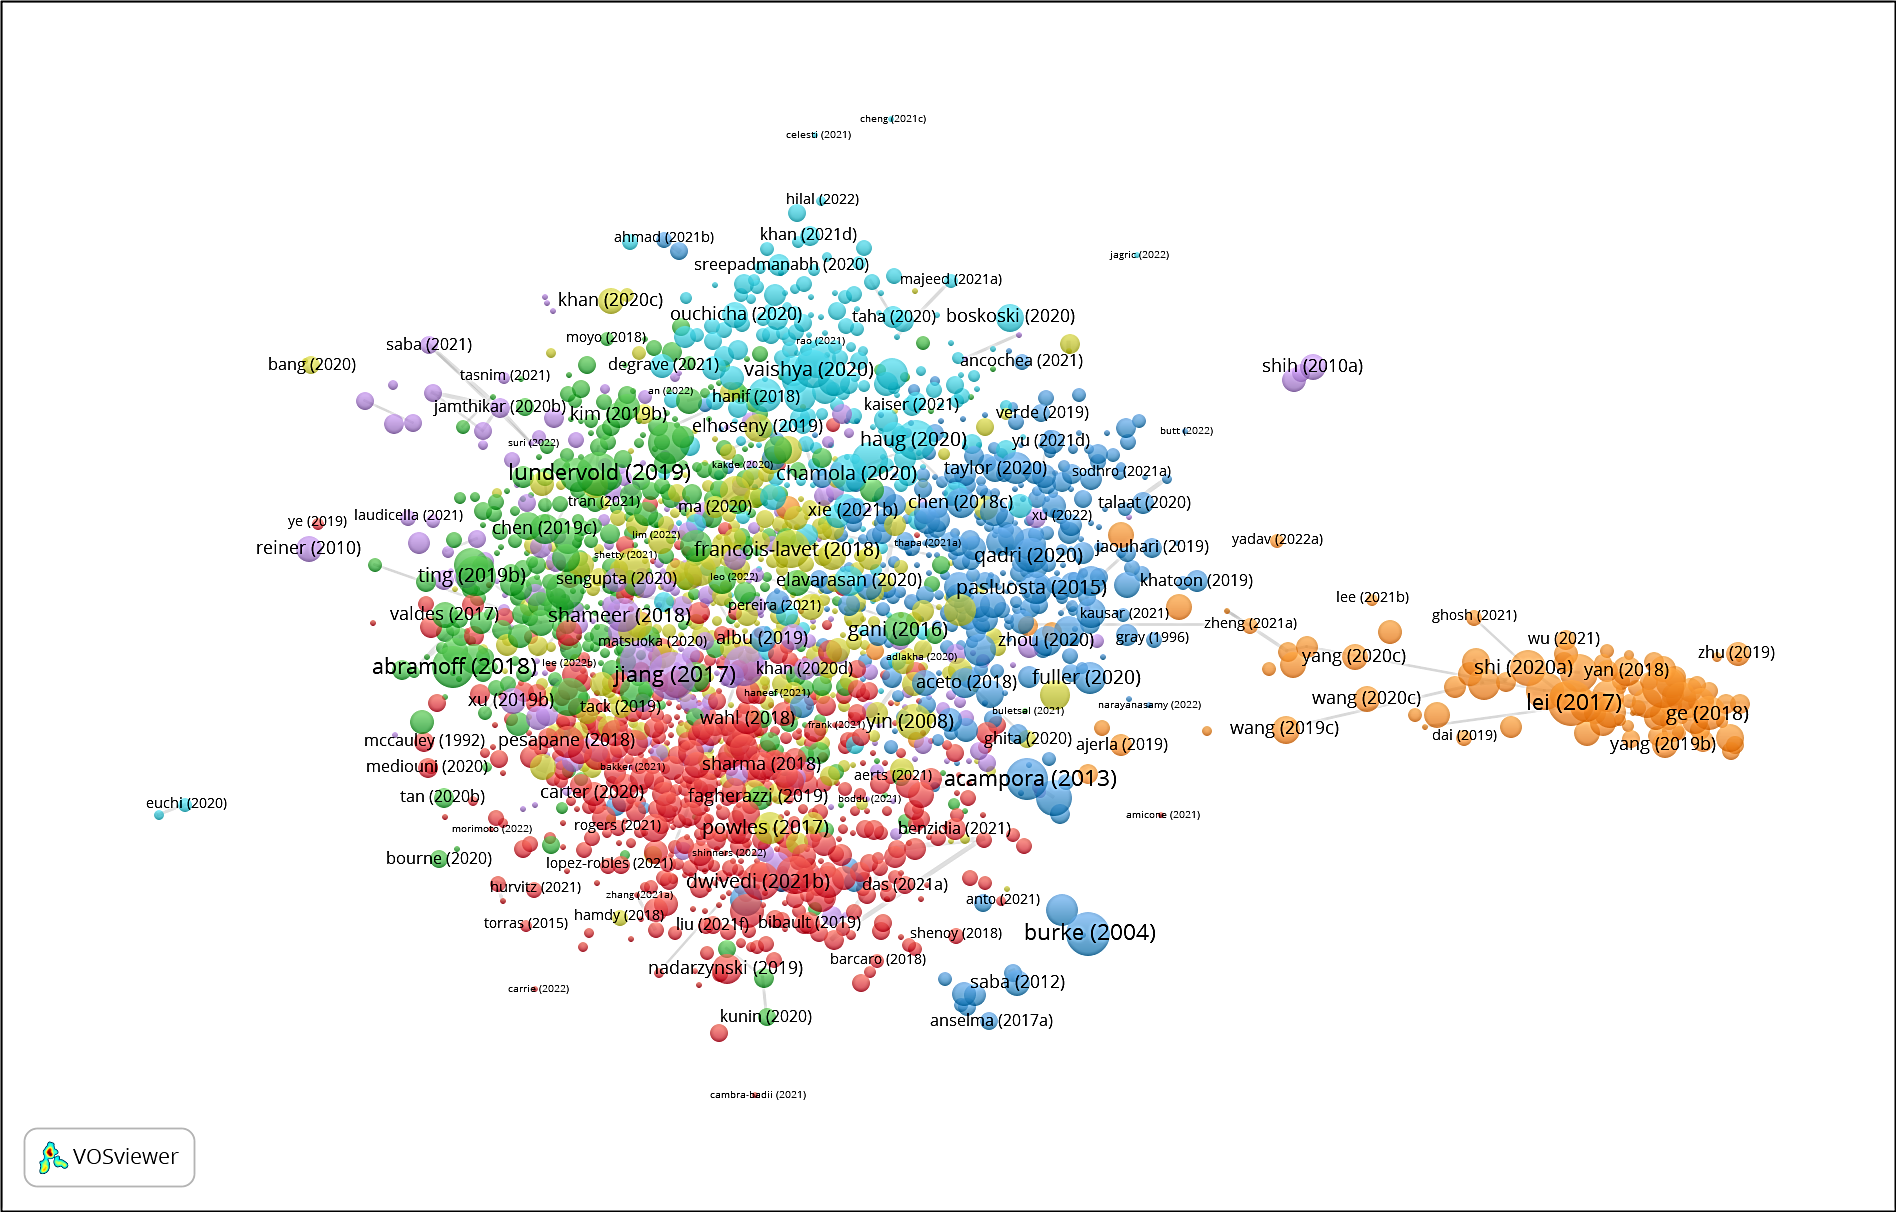 cheng (2021c)
celesti (2021)
hilal (2022)
khan (2021d)
ahmad (2021b)
jagric (2022)
sreepadmanabh (2020)
majeed (2021a)
khan (2020c)
ouchicha (2020)
taha (2020)
boskoski (2020)
moyo (2018)
rao (2021)
saba (2021)
ancochea (2021)
bang (2020)
degrave (2021)
shih (2010a)
vaishya (2020)
tasnim (2021)
an (2022)
hanif (2018)
kaiser (2021)
jamthikar (2020b)
kim (2019b)
verde (2019)
elhoseny (2019)
butt (2022)
suri (2022)
haug (2020)
yu (2021d)
kakde (2020)
taylor (2020)
lundervold (2019)
chamola (2020)
sodhro (2021a)
tran (2021)
chen (2018c)
talaat (2020)
ma (2020)
xie (2021b)
laudicella (2021)
xu (2022)
ye (2019)
chen (2019c)
lim (2022)
yadav (2022a)
thapa (2021a)
reiner (2010)
francois-lavet (2018)
jaouhari (2019)
shetty (2021)
qadri (2020)
ting (2019b)
sengupta (2020)
leo (2022)
elavarasan (2020)
khatoon (2019)
pasluosta (2015)
lee (2021b)
pereira (2021)
valdes (2017)
shameer (2018)
kausar (2021)
ghosh (2021)
zheng (2021a)
gani (2016)
matsuoka (2020)
albu (2019)
zhou (2020)
gray (1996)
wu (2021)
zhu (2019)
adlakha (2020)
yang (2020c)
abramoff (2018)
lee (2022b)
khan (2020d)
shi (2020a)
yan (2018)
jiang (2017)
aceto (2018)
fuller (2020)
haneef (2021)
xu (2019b)
wang (2020c)
lei (2017)
tack (2019)
buletsal (2021)
narayanasamy (2022)
ge (2018)
wahl (2018)
frank (2021)
yin (2008)
wang (2019c)
dai (2019)
mccauley (1992)
pesapane (2018)
ghita (2020)
ajerla (2019)
yang (2019b)
mediouni (2020)
bakker (2021)
sharma (2018)
aerts (2021)
acampora (2013)
tan (2020b)
carter (2020)
fagherazzi (2019)
boddu (2021)
euchi (2020)
amicone (2021)
morimoto (2022)
rogers (2021)
powles (2017)
benzidia (2021)
bourne (2020)
lopez-robles (2021)
shinners (2022)
hurvitz (2021)
zhang (2021a)
dwivedi (2021b)
das (2021a)
anto (2021)
torras (2015)
hamdy (2018)
liu (2021f)
bibault (2019)
shenoy (2018)
burke (2004)
barcaro (2018)
nadarzynski (2019)
saba (2012)
carrie (2022)
kunin (2020)
anselma (2017a)
cambra-badii (2021)
VOSviewer